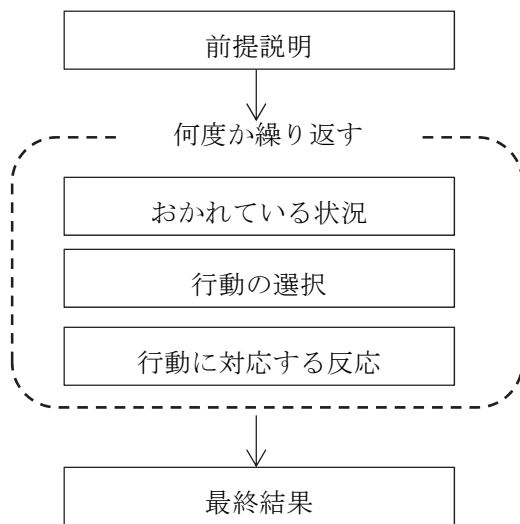 前提説明
何度か繰り返す
おかれている状況
行動の選択
行動に対応する反応
最終結果